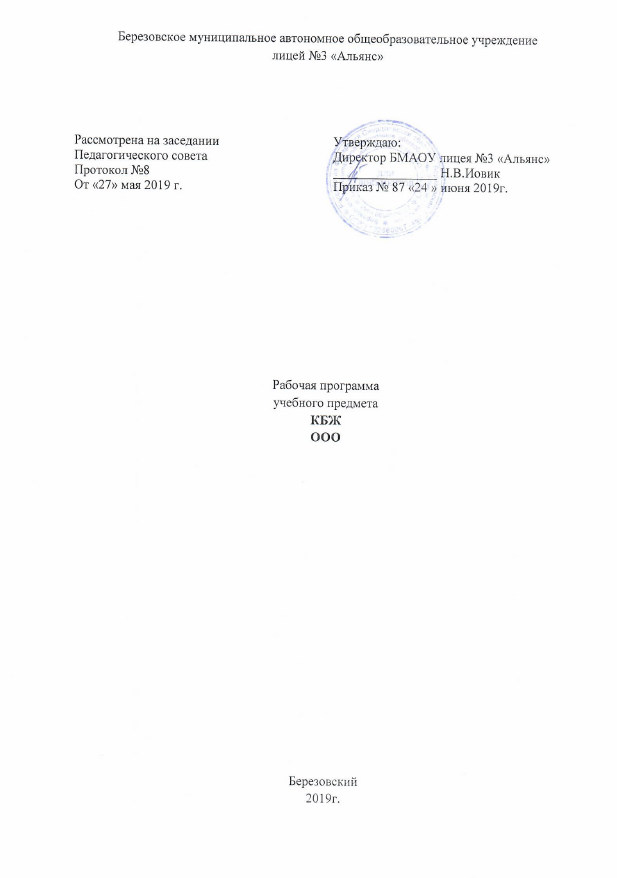 Березовское муниципальное автономное общеобразовательное учреждение
лицей №3 «Альянс»
Рассмотрена на заседании
Педагогического совета
Протокол №8
От «27» мая 2019 г.
Утверждаю:
Директор БМАОУ лицея №3 «Альянс»
Н.В.Иовик
Приказ № 87 «24 » июня 2019г.
Рабочая программа
учебного предмета
КБЖ
ООО
Березовский
2019г.